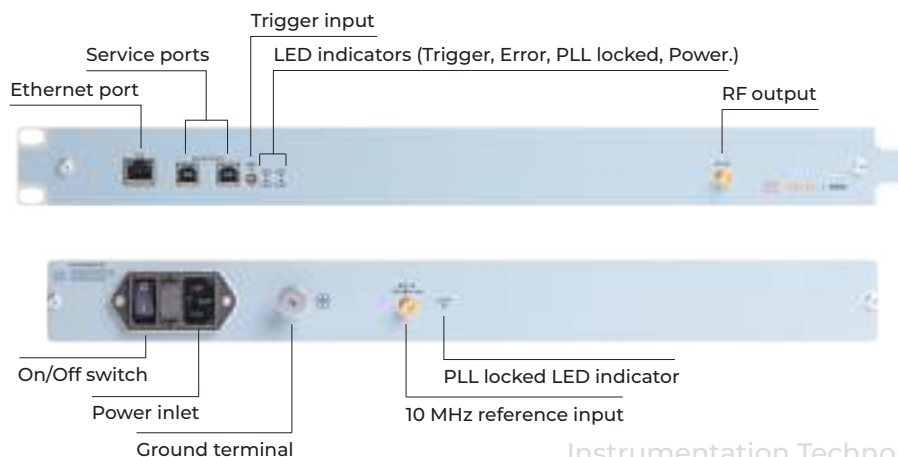 Trigger input
Service ports
LED indicators (Trigger, Error, PLL locked, Power.)
Ethernet port
RF output
On/Off switch
PLL locked LED indicator
Power inlet
10 MHz reference input
Ground terminal
Instrumentation